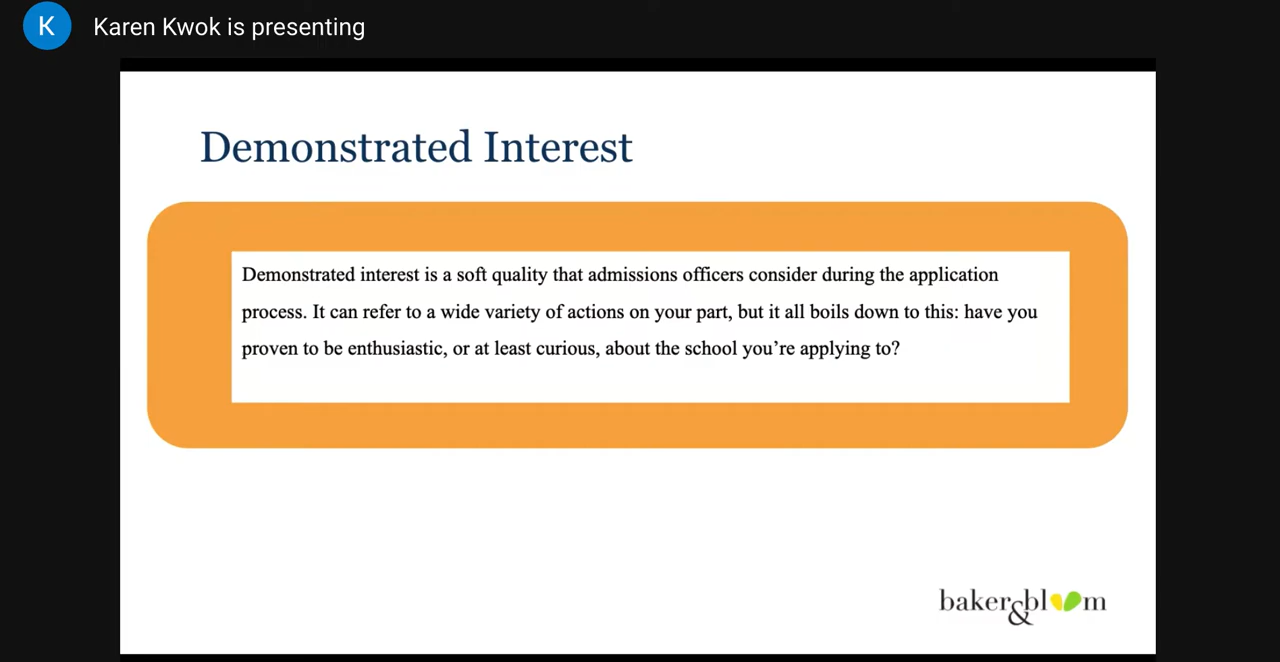 K
Karen Kwok is presenting
Demonstrated Interest
Demonstrated interest is a soft quality that admissions officers consider during the application
process. It can refer to a wide variety of actions on your part, but it all boils down to this: have you
proven to be enthusiastic, or at least curious, about the school you’re applying to?
baker&bloom